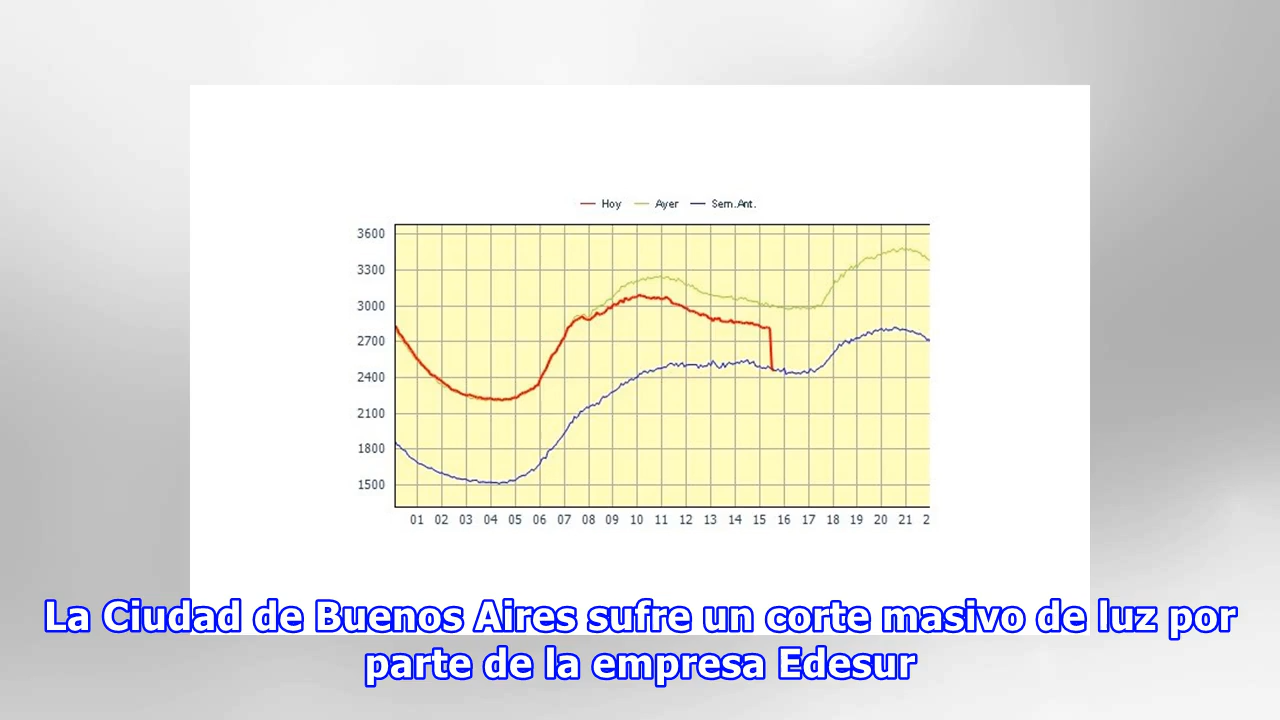 Hoy Ayer Sem.Ant.
3600
3300
3000
2700
2400
2100
1800
1500
01 02 03 04 05 06 07 08 09 10 11 12 13 14 15 16 17 18 19 20 21 2
La Ciudad de Buenos Aires sufre un corte masivo de luz por
parte de la empresa Edesur